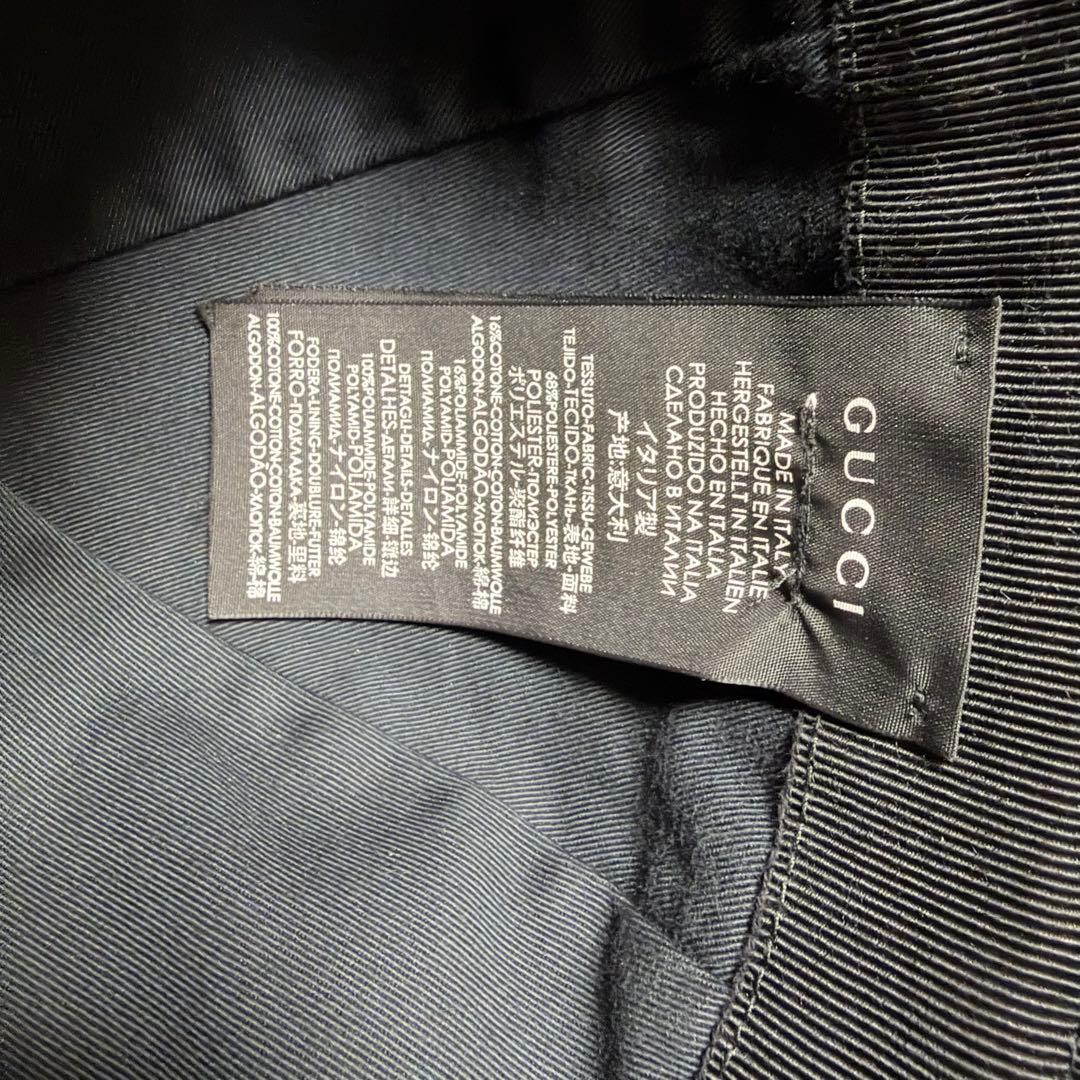 GUCCI
MADE IN ITALY
FABRIQUE EN ITALIE
HERGESTELLT IN ITALIEN
HECHO EN ITALIA
PRODUZIDO NA ITALIA
СДЕЛАНО В ИТАЛИИ
イタリア製
产地:意大利
TESSUTO-FABRIC-TISSU-GEWEBE
TEJIDO-TECIDO-ТКАНЬ-表地-面料
68%POLIESTERE-POLYESTER
POLIESTER-ПОЛИЭСТЕР
ポリエステル-聚酯纤维
16%COTONE-COTTON-COTON-BAUMWOLLE
ALGODON-ALGODÃO-ХЛОПОК-綿-棉
16%POLIAMMIDE-POLYAMIDE
POLYAMID-POLIAMIDA
ПОЛИАМИД-ナイロン-锦纶
DETTAGLI-DETAILS-DETALLES
DETALHES-ДЕТАЛИ-詳細-镶边
100%POLIAMMIDE-POLYAMIDE
POLYAMID-POLIAMIDA
ПОЛИАМИД-ナイロン-锦纶
FODERA-LINING-DOUBLURE-FUTTER
FORRO-ПОДКЛАДКА-裏地-里料
100%COTONE-COTTON-COTON-BAUMWOLLE
ALGODON-ALGODÃO-ХЛОПОК-綿-棉